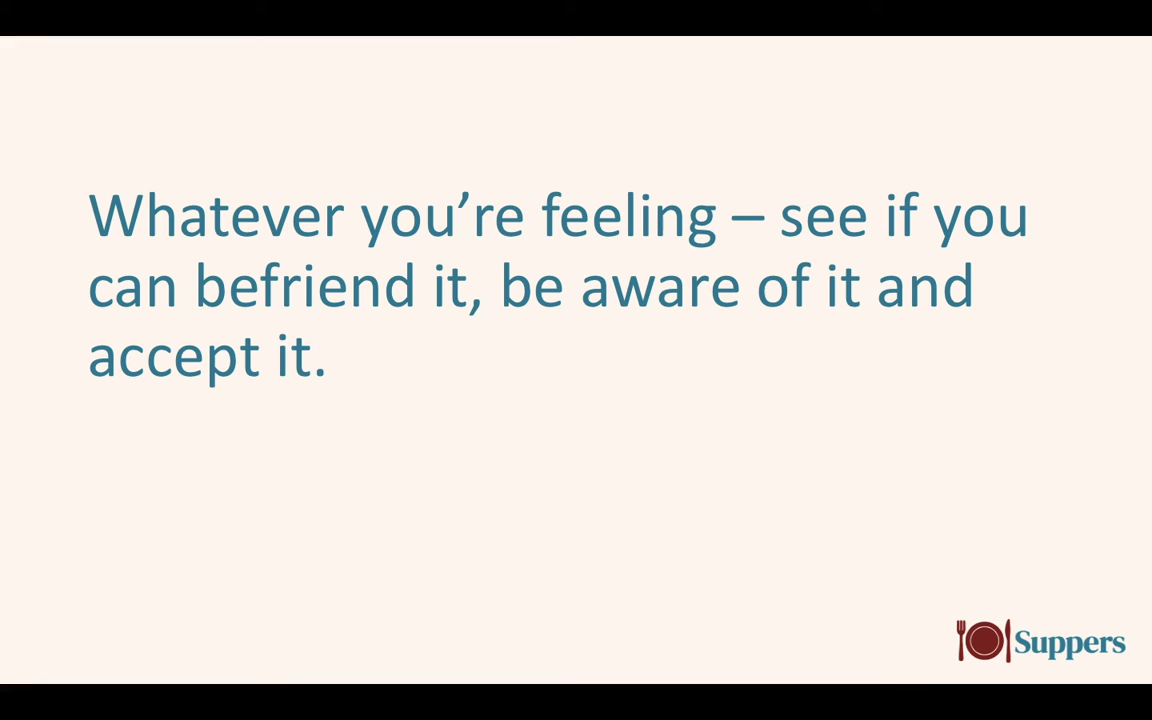 Whatever you’re feeling – see if you
can befriend it, be aware of it and
accept it.
Suppers